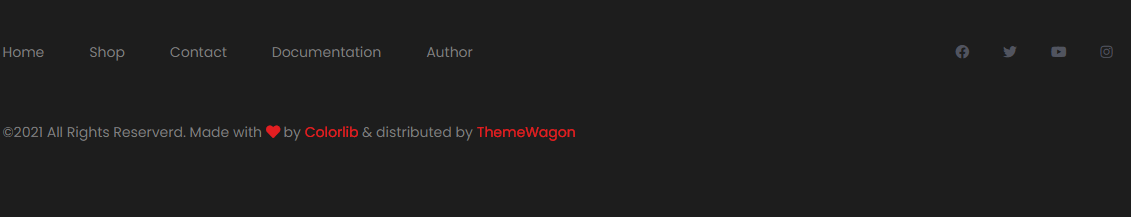 Home Shop Contact Documentation Author
©2021 All Rights Reserverd. Made with ❤ by Colorlib & distributed by ThemeWagon